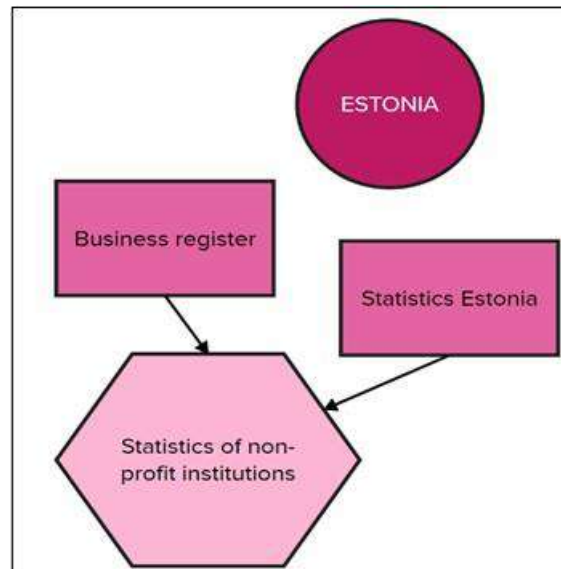 ESTONIA
Business register
Statistics Estonia
Statistics of non-
profit institutions